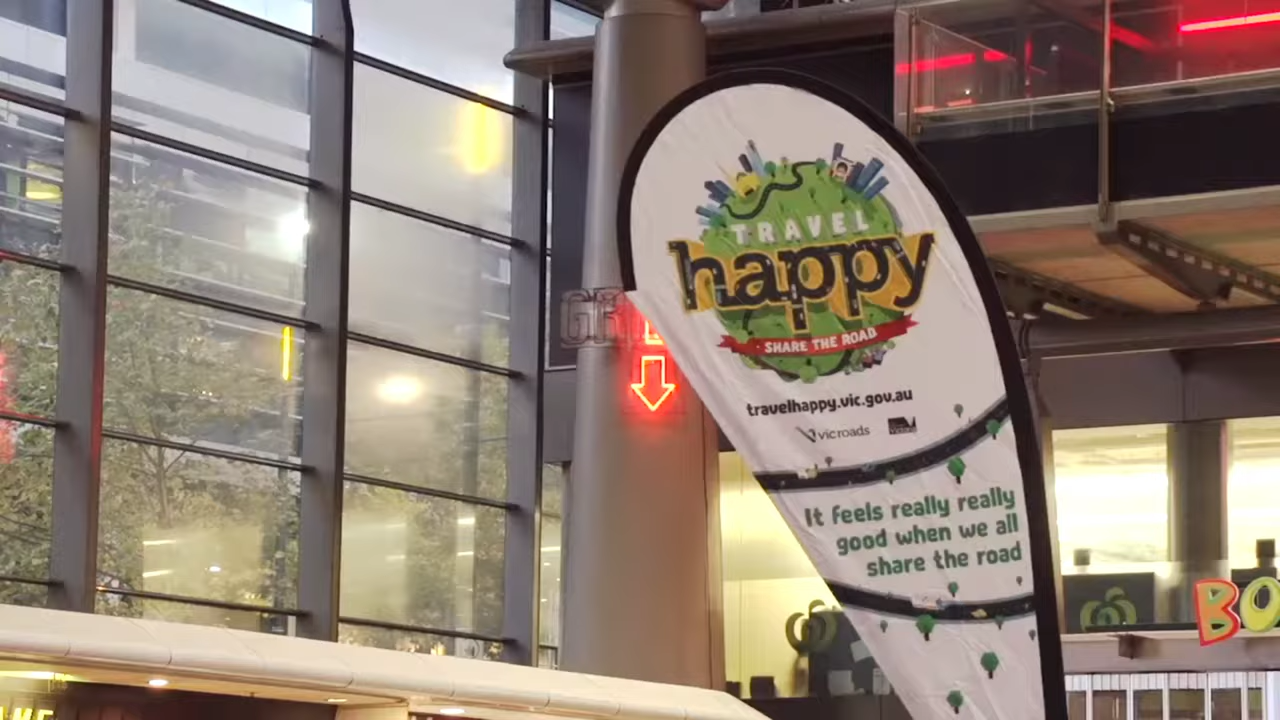 TRAVEL
happy
SHARE THE ROAD
travelhappy.vic.gov.au
vicroads
It feels really really
good when we all
share the road
BO